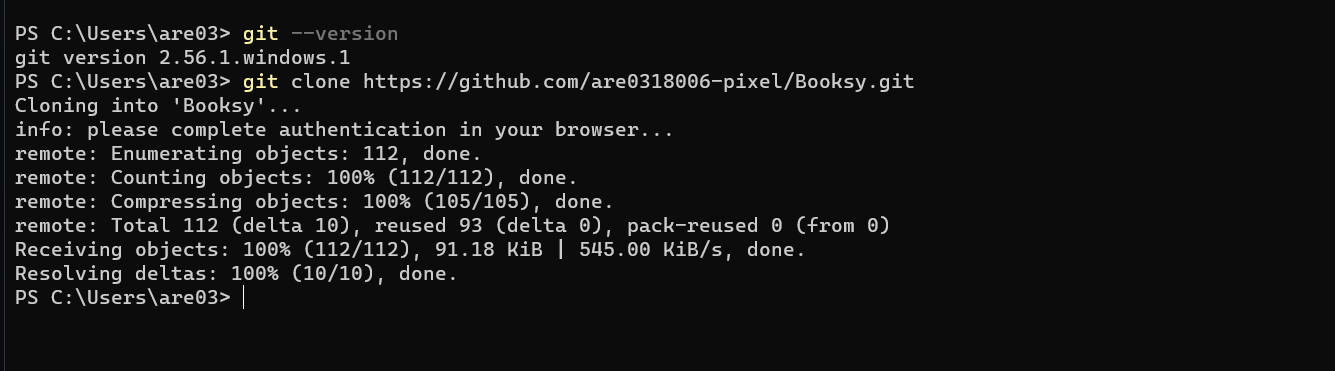 PS C:\Users\are03> git --version
git version 2.56.1.windows.1
PS C:\Users\are03> git clone https://github.com/are0318006-pixel/Booksy.git
Cloning into 'Booksy'...
info: please complete authentication in your browser...
remote: Enumerating objects: 112, done.
remote: Counting objects: 100% (112/112), done.
remote: Compressing objects: 100% (105/105), done.
remote: Total 112 (delta 10), reused 93 (delta 0), pack-reused 0 (from 0)
Receiving objects: 100% (112/112), 91.18 KiB | 545.00 KiB/s, done.
Resolving deltas: 100% (10/10), done.
PS C:\Users\are03>